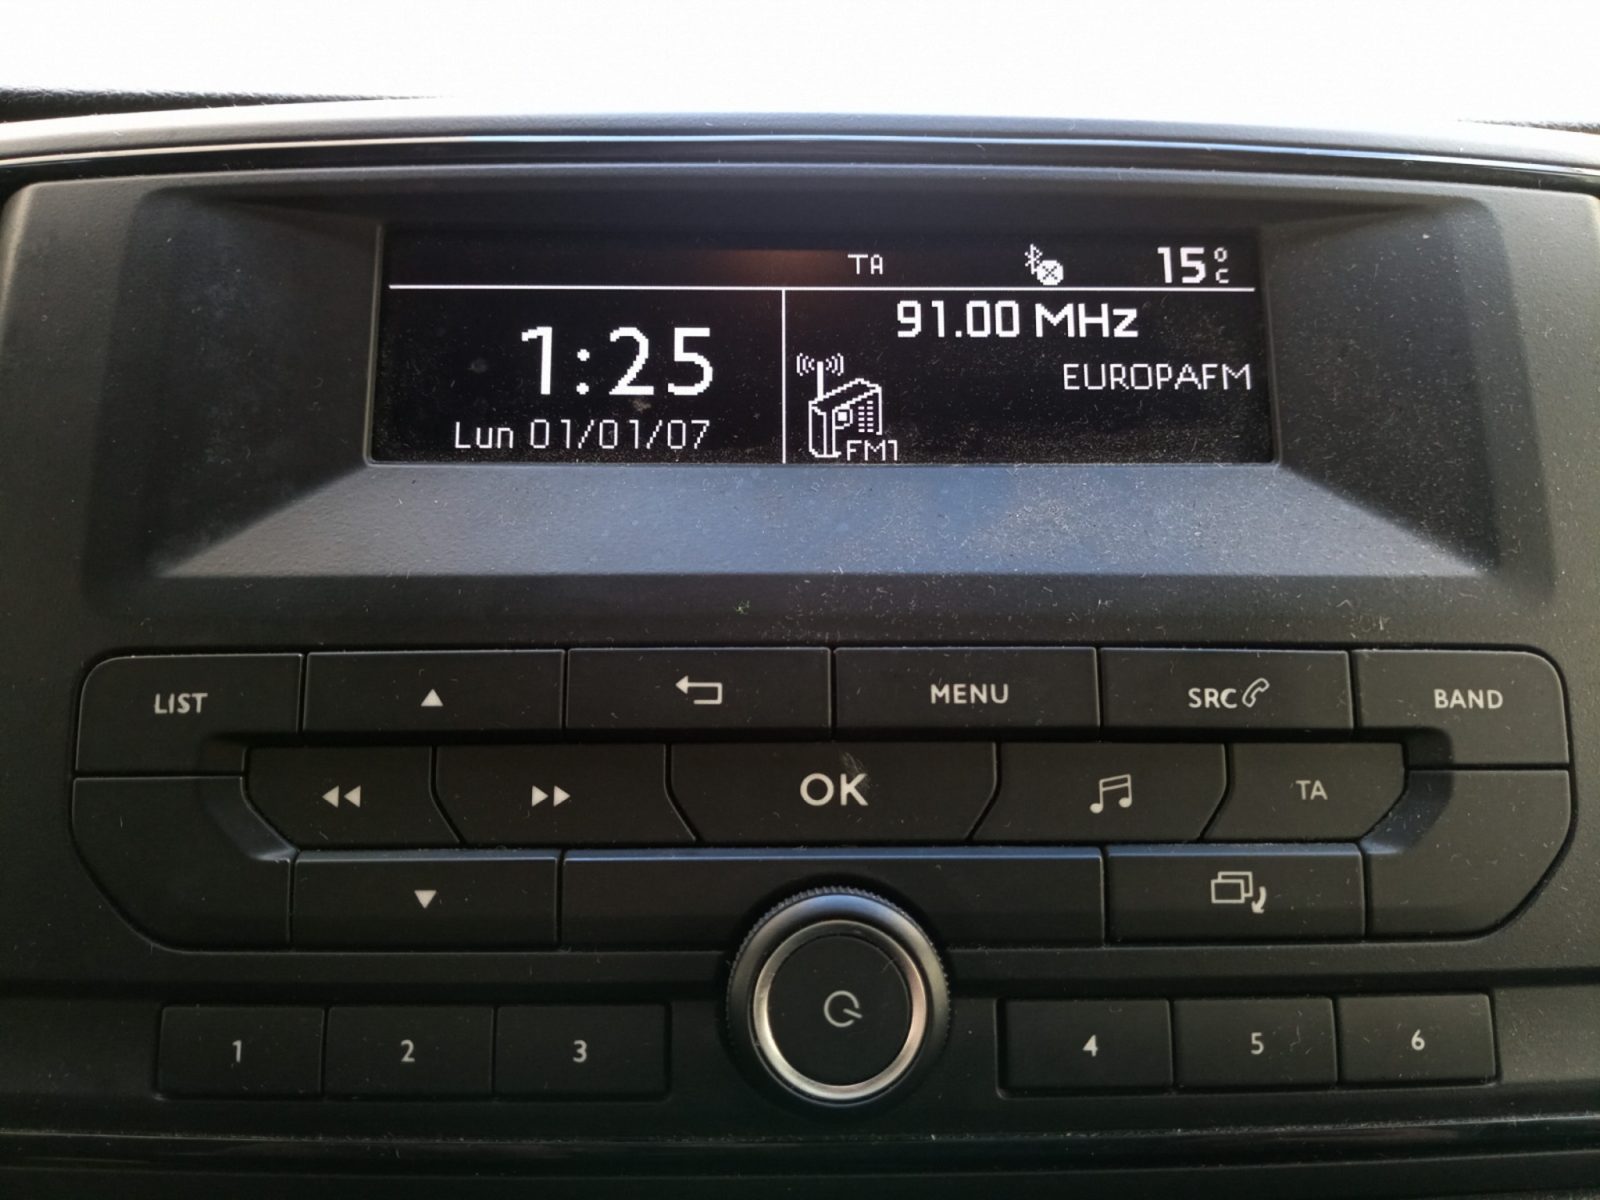 TA 15°C
1:25
Lun 01/01/07
91.00 MHz
EUROPAFM
FM1
LIST MENU SRC BAND
OK TA
1 2 3 4 5 6